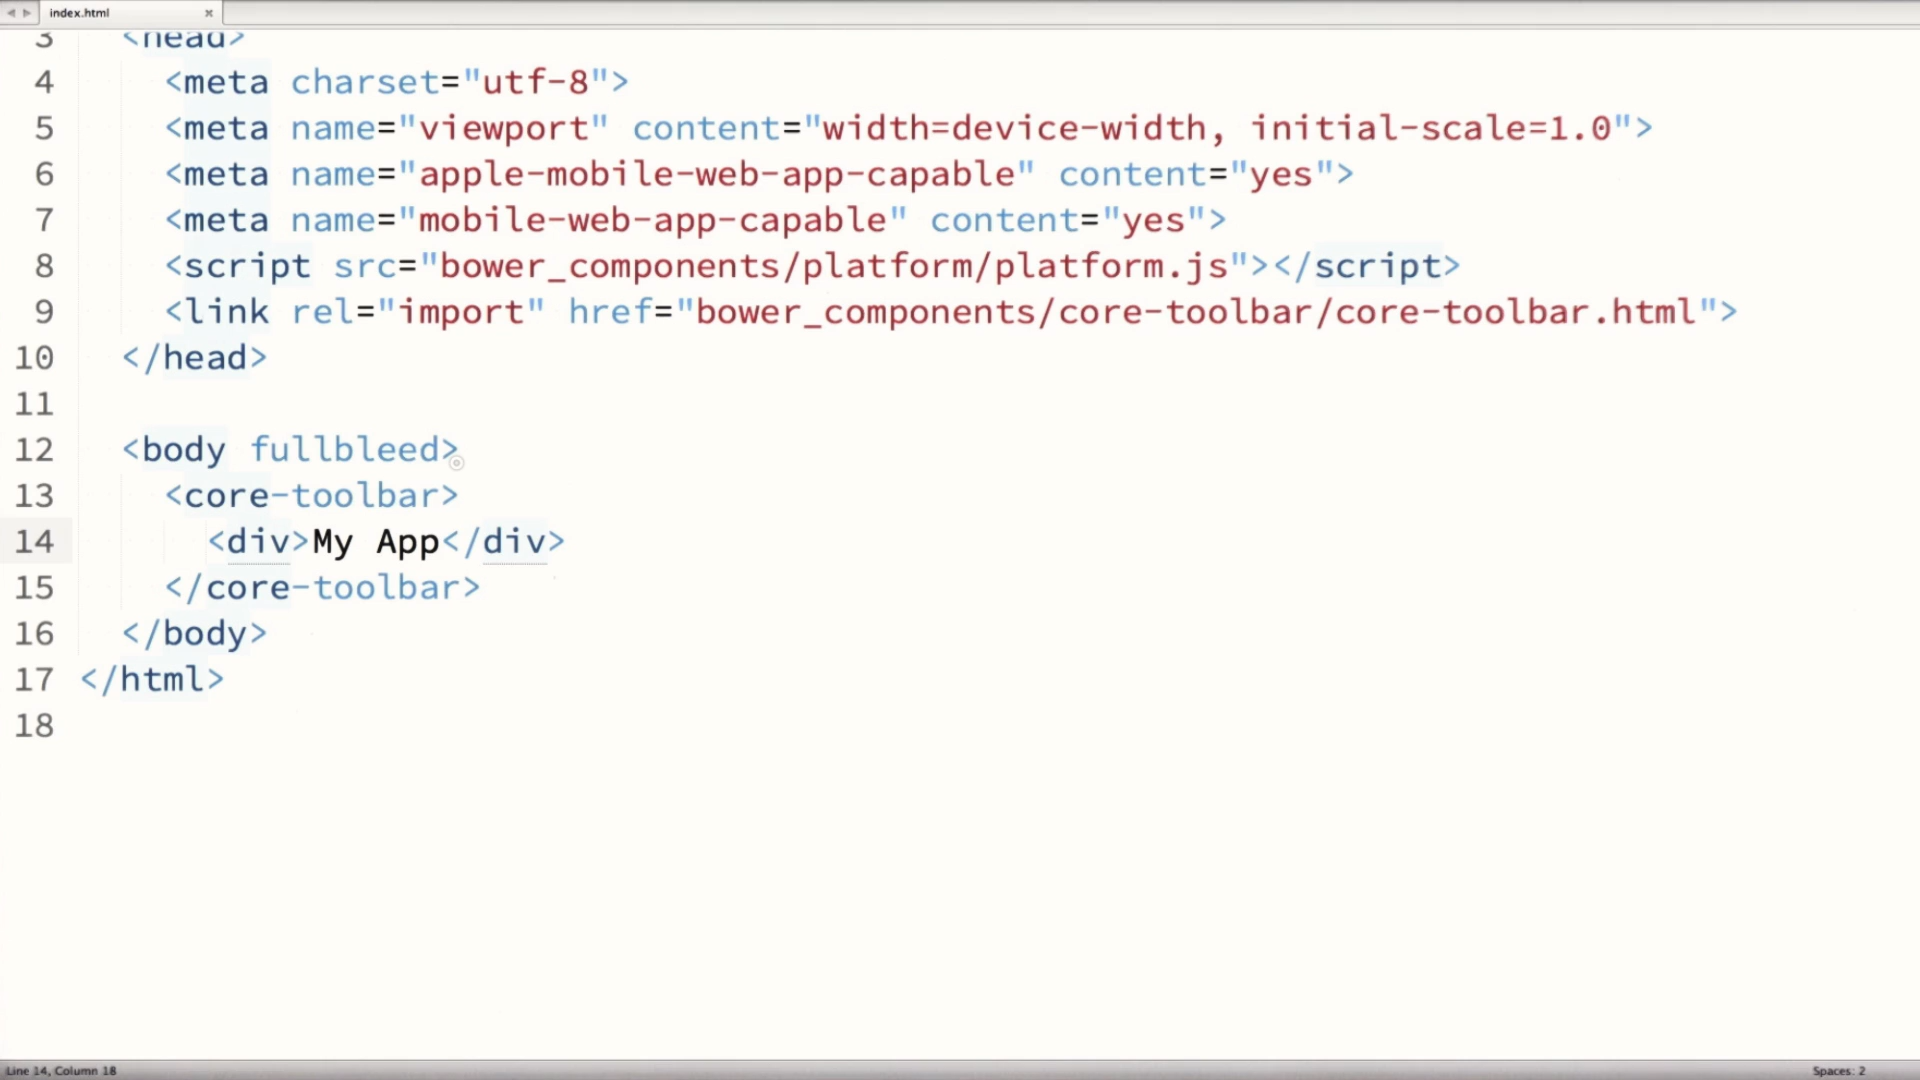 index.html
3 <head>
4 <meta charset="utf-8">
5 <meta name="viewport" content="width=device-width, initial-scale=1.0">
6 <meta name="apple-mobile-web-app-capable" content="yes">
7 <meta name="mobile-web-app-capable" content="yes">
8 <script src="bower_components/platform/platform.js"></script>
9 <link rel="import" href="bower_components/core-toolbar/core-toolbar.html">
10 </head>
11
12 <body fullbleed>
13 <core-toolbar>
14 <div>My App</div>
15 </core-toolbar>
16 </body>
17 </html>
18
Line 14, Column 18
Spaces: 2